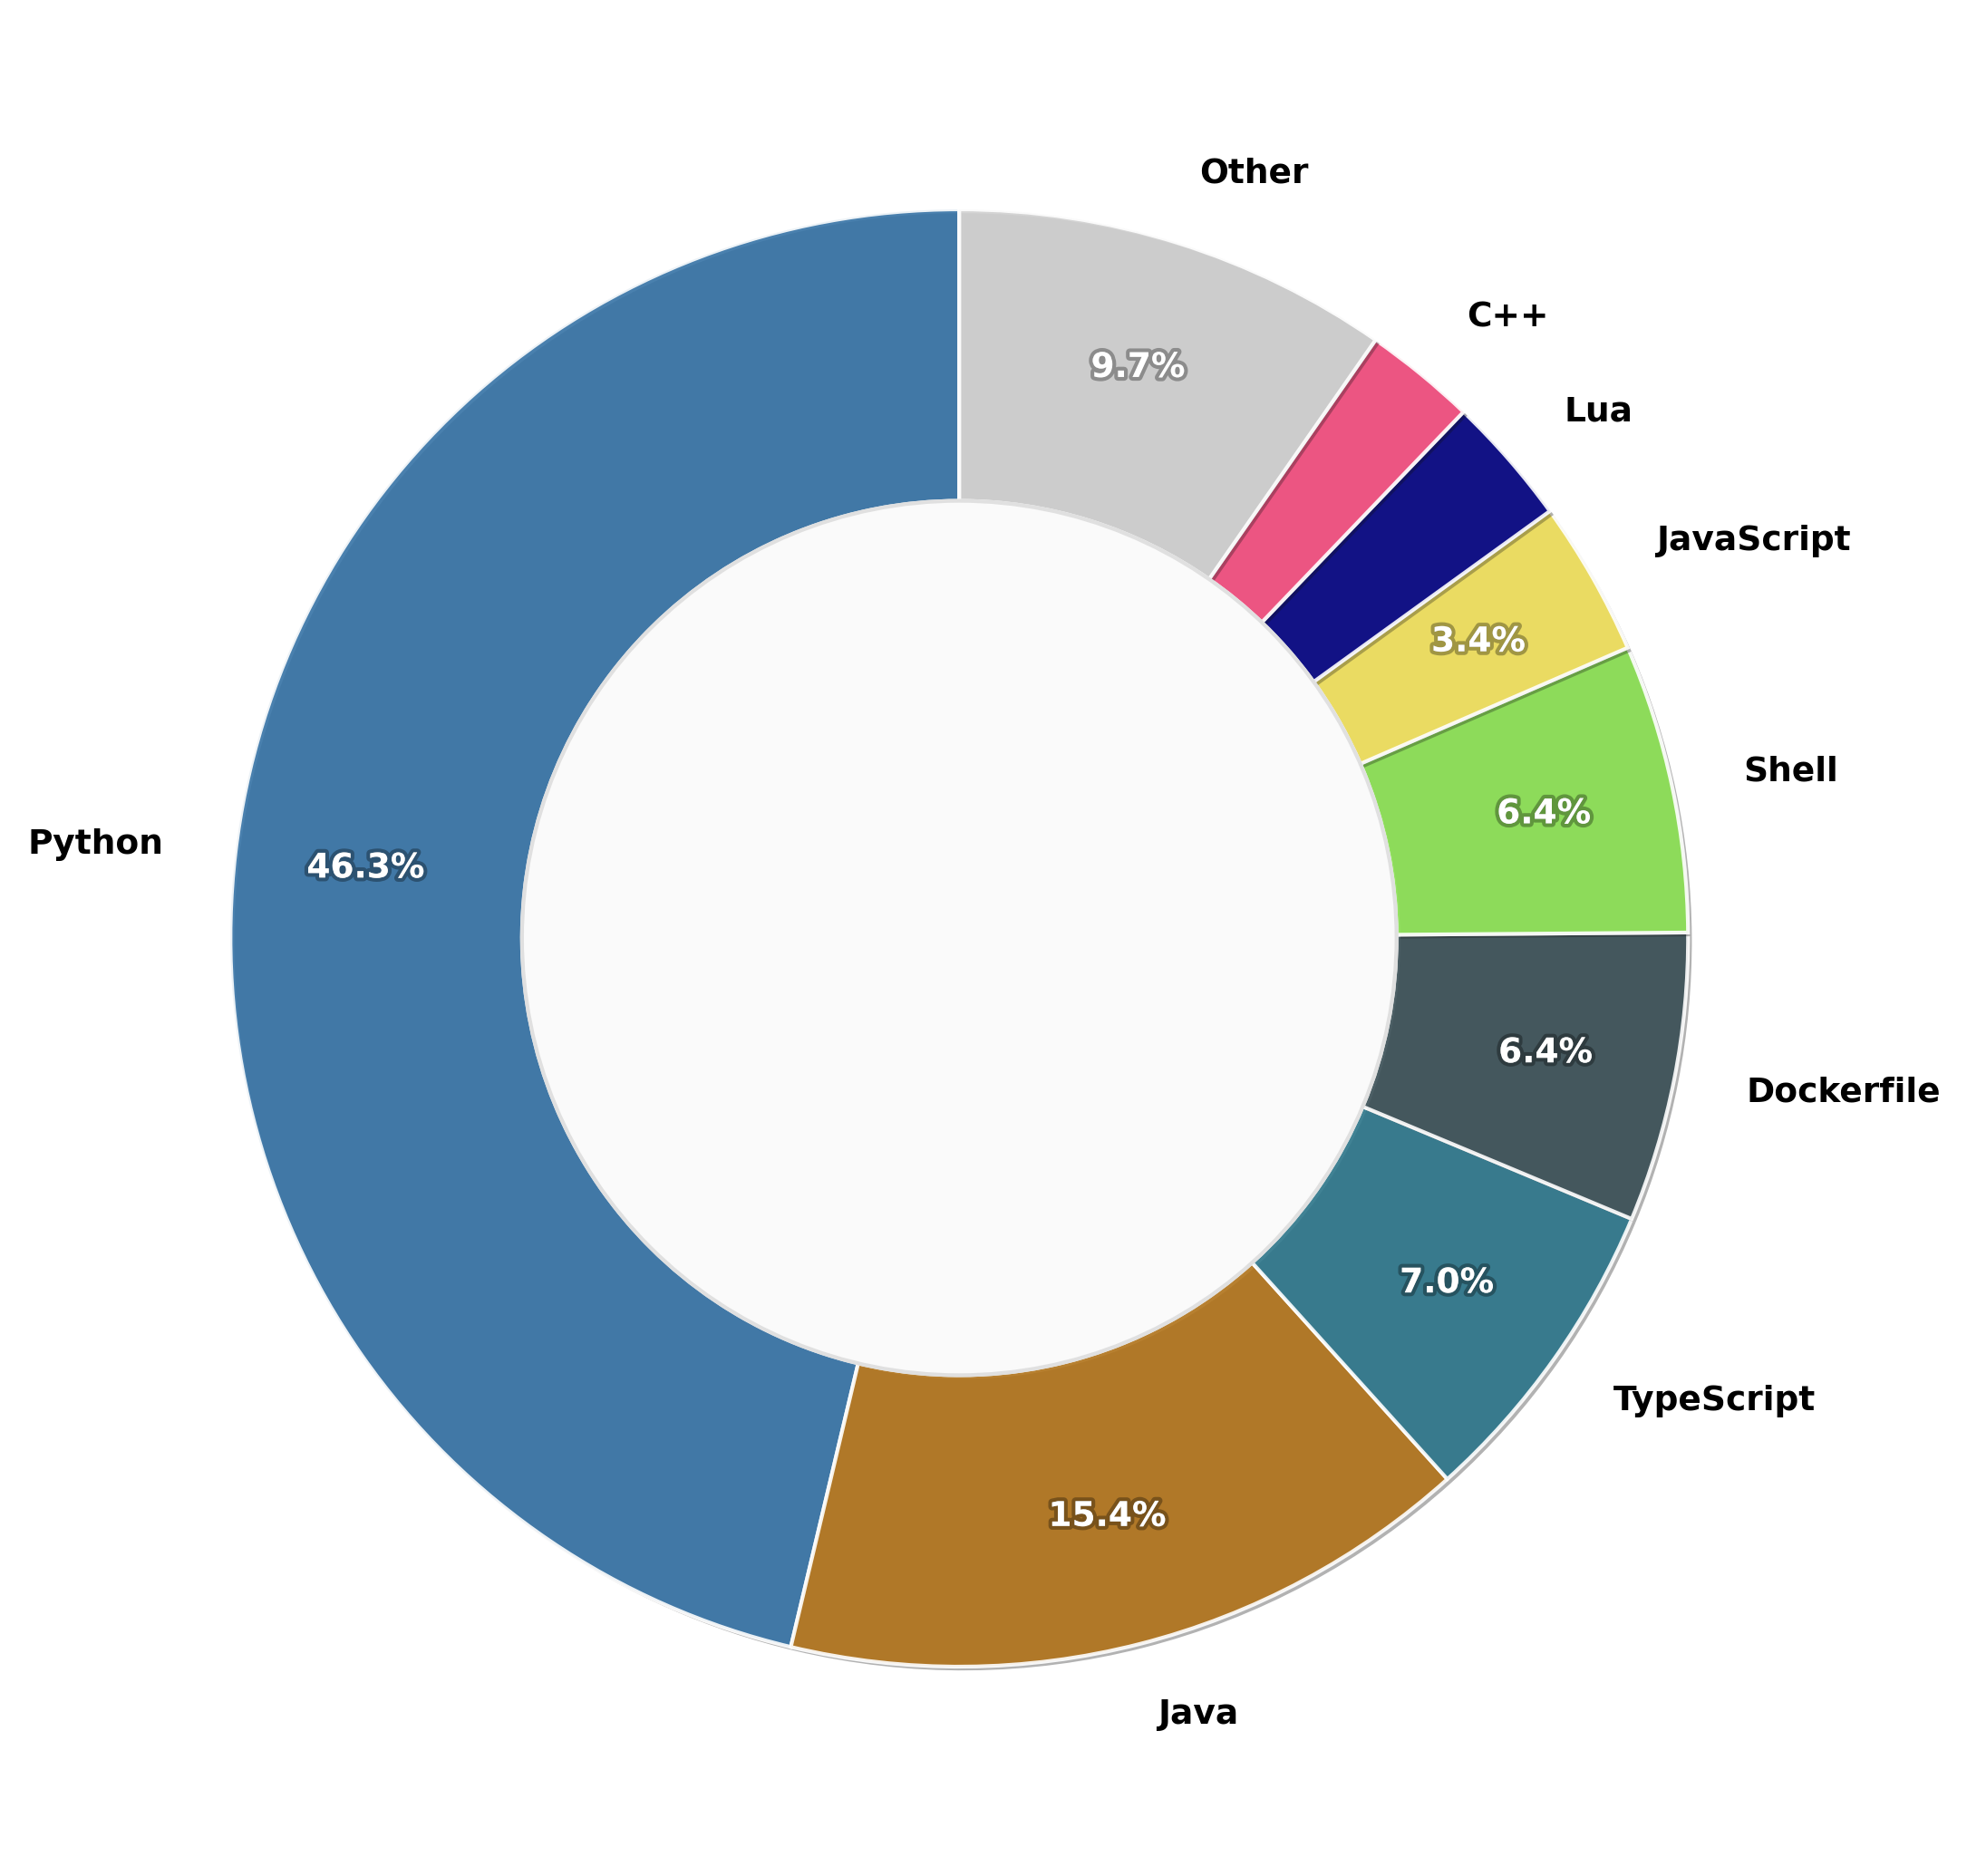 Other
C++
9.7%
Lua
JavaScript
3.4%
Shell
6.4%
Python
46.3%
6.4%
Dockerfile
7.0%
TypeScript
15.4%
Java